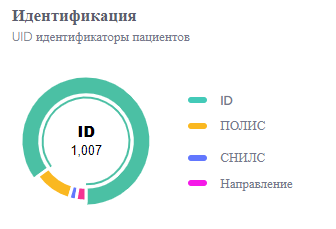 Идентификация
UID идентификаторы пациентов
ID
1,007
ID
ПОЛИС
СНИЛС
Направление